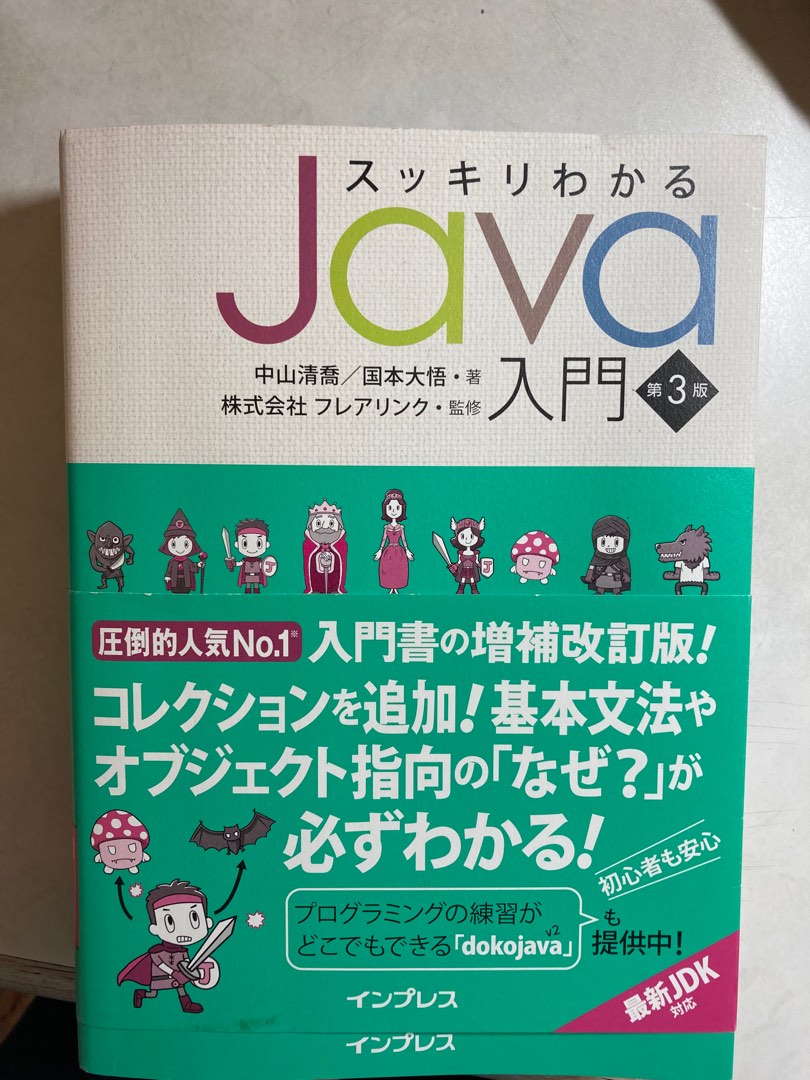 スッキリわかる
Java
中山清喬／国本大悟・著
株式会社 フレアリンク・監修
入門 第3版
圧倒的人気No.1※ 入門書の増補改訂版！
コレクションを追加！基本文法や
オブジェクト指向の「なぜ？」が
必ずわかる！
初心者も安心
プログラミングの練習が
どこでもできる「dokojava v2」
も
提供中！
最新JDK
対応
インプレス
インプレス
J
J